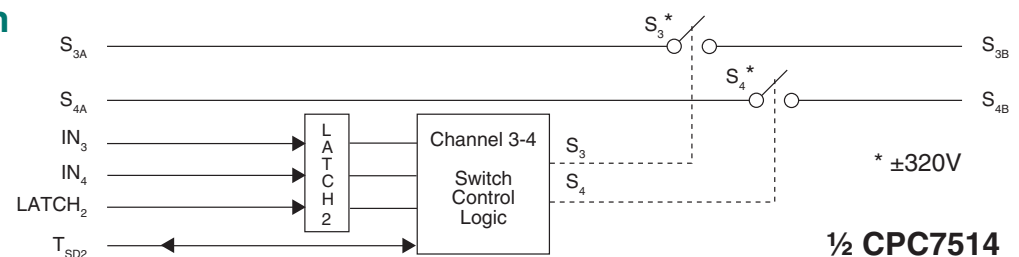 n
S3*
S3A
S3B
S4*
S4A
S4B
IN3
IN4
LATCH2
TSD2
LATCH 2
Channel 3-4
Switch
Control
Logic
S3
S4
* ±320V
½ CPC7514